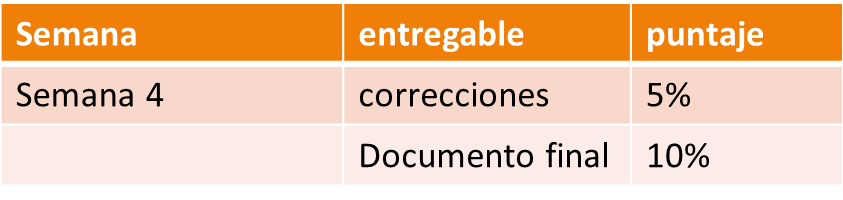 Semana entregable puntaje
Semana 4 correcciones 5%
Documento final 10%